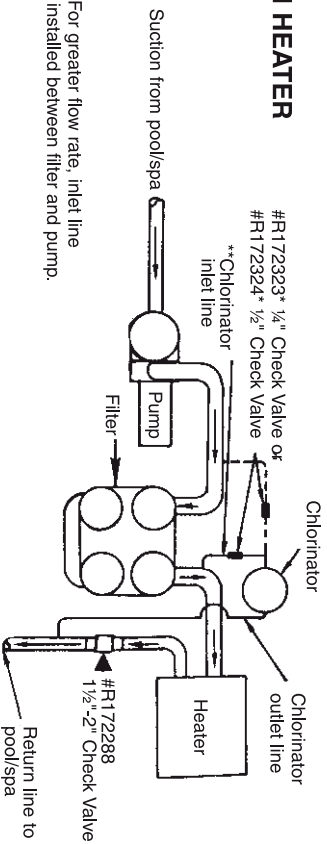 I HEATER
Suction from pool/spa
For greater flow rate, inlet line
installed between filter and pump.
#R172323* ¼" Check Valve or
#R172324* ½" Check Valve
**Chlorinator
inlet line
Pump
Filter
Chlorinator
Chlorinator
outlet line
Heater
#R172288
1½"-2" Check Valve
Return line to
pool/spa